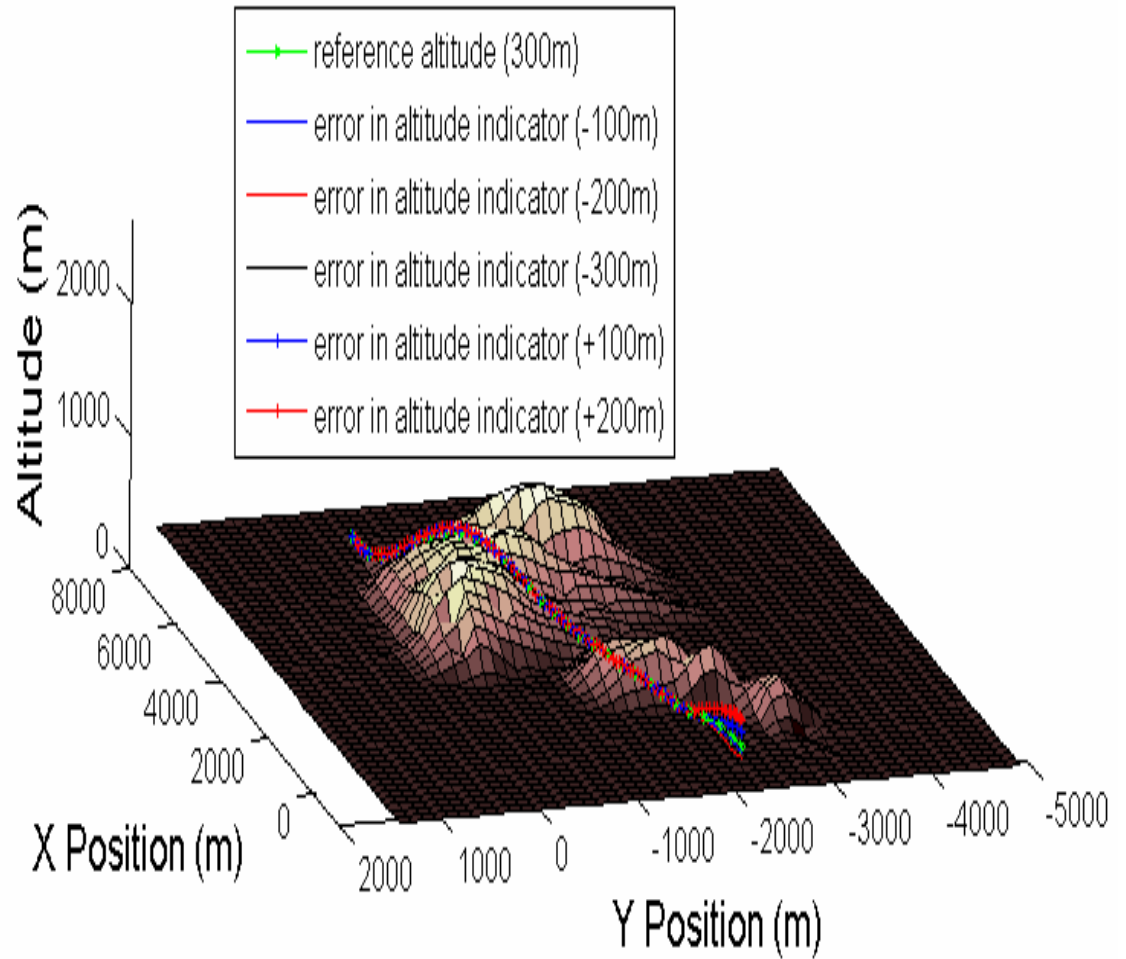 reference altitude (300m)
error in altitude indicator (-100m)
error in altitude indicator (-200m)
error in altitude indicator (-300m)
error in altitude indicator (+100m)
error in altitude indicator (+200m)
Altitude (m)
2000
1000
0
8000
6000
4000
2000
0
X Position (m)
2000
1000
0
-1000
-2000
-3000
-4000
-5000
Y Position (m)